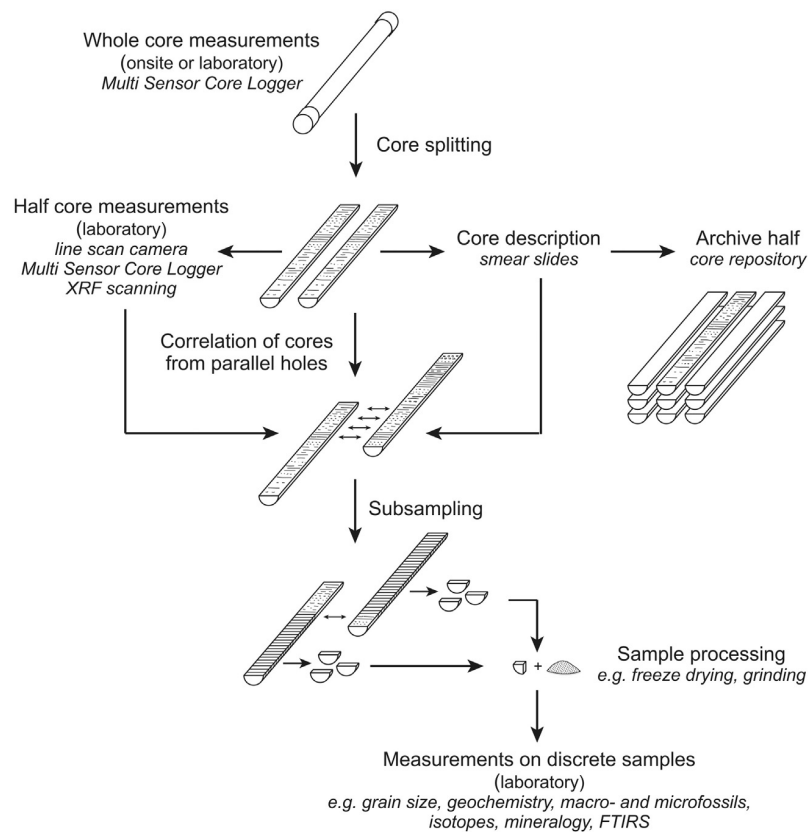 Whole core measurements
(onsite or laboratory)
Multi Sensor Core Logger
Core splitting
Half core measurements
(laboratory)
line scan camera
Multi Sensor Core Logger
XRF scanning
Core description
smear slides
Archive half
core repository
Correlation of cores
from parallel holes
Subsampling
+
Sample processing
e.g. freeze drying, grinding
Measurements on discrete samples
(laboratory)
e.g. grain size, geochemistry, macro- and microfossils,
isotopes, mineralogy, FTIRS